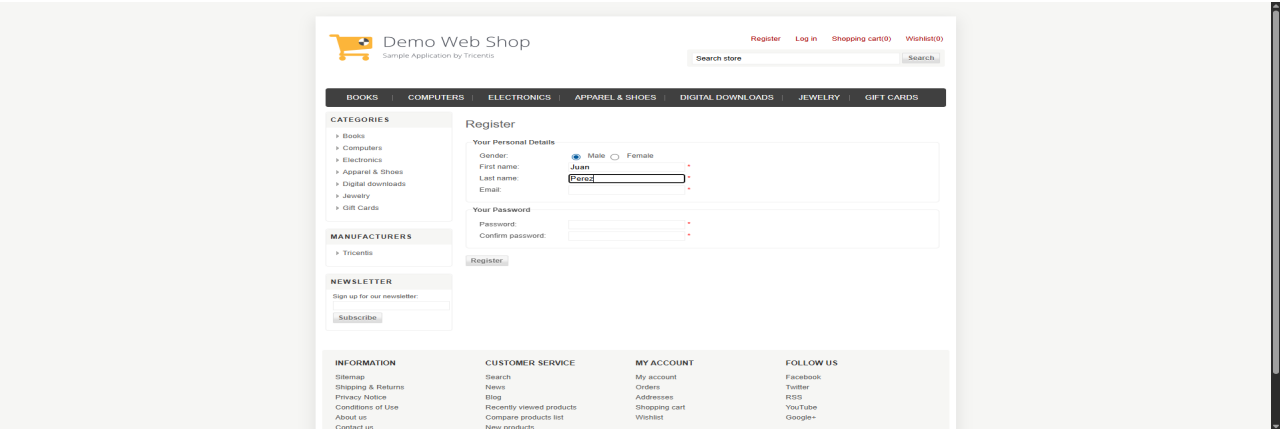 Demo Web Shop
Sample Application by Tricentis
Register Log in Shopping cart(0) Wishlist(0)
Search store Search
BOOKS | COMPUTERS | ELECTRONICS | APPAREL & SHOES | DIGITAL DOWNLOADS | JEWELRY | GIFT CARDS
CATEGORIES
Books
Computers
Electronics
Apparel & Shoes
Digital downloads
Jewelry
Gift Cards
MANUFACTURERS
Tricentis
NEWSLETTER
Sign up for our newsletter:
Subscribe
Register
Your Personal Details
Gender: Male Female
First name: Juan *
Last name: Perez *
Email: *
Your Password
Password: *
Confirm password: *
Register
INFORMATION
Sitemap
Shipping & Returns
Privacy Notice
Conditions of Use
About us
Contact us
CUSTOMER SERVICE
Search
News
Blog
Recently viewed products
Compare products list
New products
MY ACCOUNT
My account
Orders
Addresses
Shopping cart
Wishlist
FOLLOW US
Facebook
Twitter
RSS
YouTube
Google+